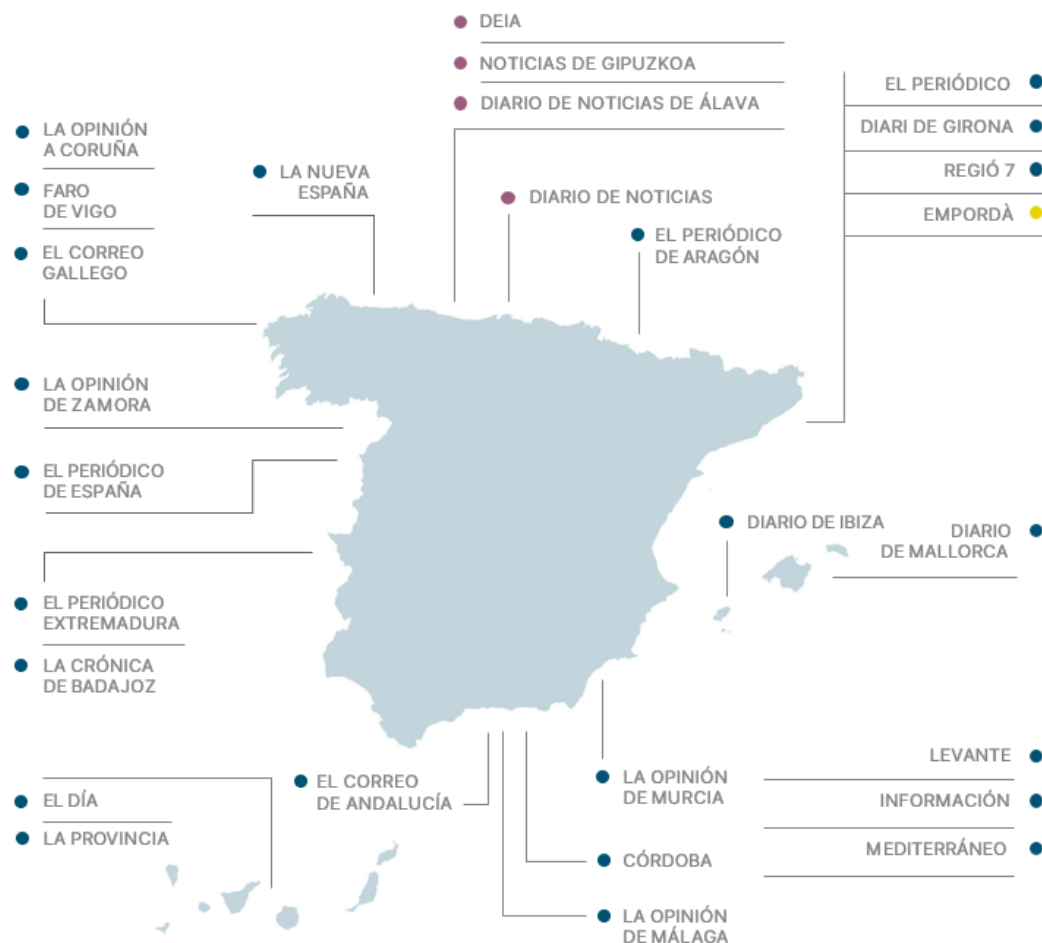 DEIA
NOTICIAS DE GIPUZKOA
DIARIO DE NOTICIAS DE ÁLAVA
EL PERIÓDICO
DIARI DE GIRONA
REGIÓ 7
EMPORDÀ
LA OPINIÓN
A CORUÑA
FARO
DE VIGO
EL CORREO
GALLEGO
LA NUEVA
ESPAÑA
DIARIO DE NOTICIAS
EL PERIÓDICO
DE ARAGÓN
LA OPINIÓN
DE ZAMORA
EL PERIÓDICO
DE ESPAÑA
DIARIO DE IBIZA
DIARIO
DE MALLORCA
EL PERIÓDICO
EXTREMADURA
LA CRÓNICA
DE BADAJOZ
EL DÍA
LA PROVINCIA
EL CORREO
DE ANDALUCÍA
LA OPINIÓN
DE MURCIA
CÓRDOBA
LA OPINIÓN
DE MÁLAGA
LEVANTE
INFORMACIÓN
MEDITERRÁNEO